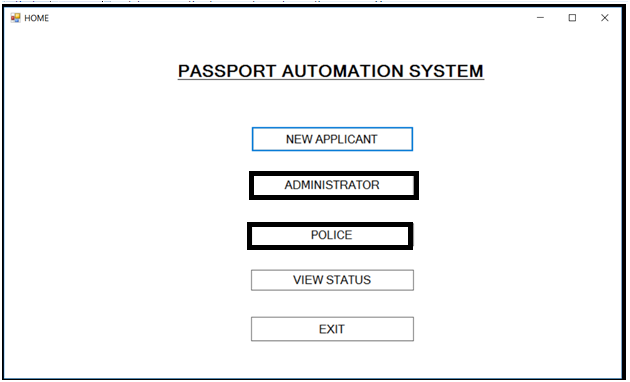 HOME
PASSPORT AUTOMATION SYSTEM
NEW APPLICANT
ADMINISTRATOR
POLICE
VIEW STATUS
EXIT